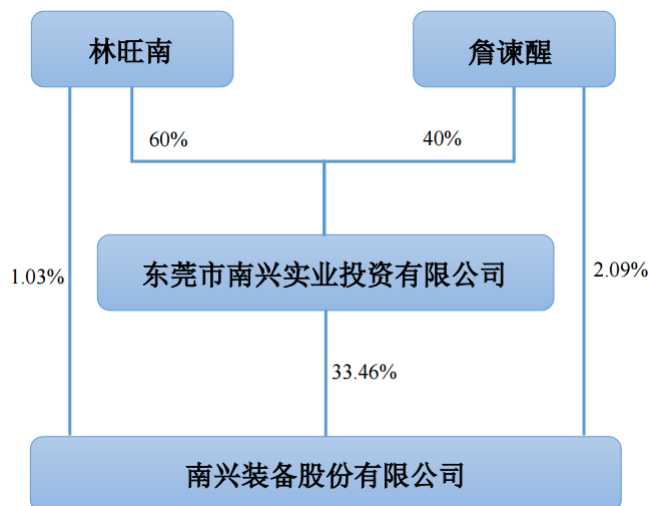 林旺南
詹谏醒
60%
40%
东莞市南兴实业投资有限公司
1.03%
2.09%
33.46%
南兴装备股份有限公司